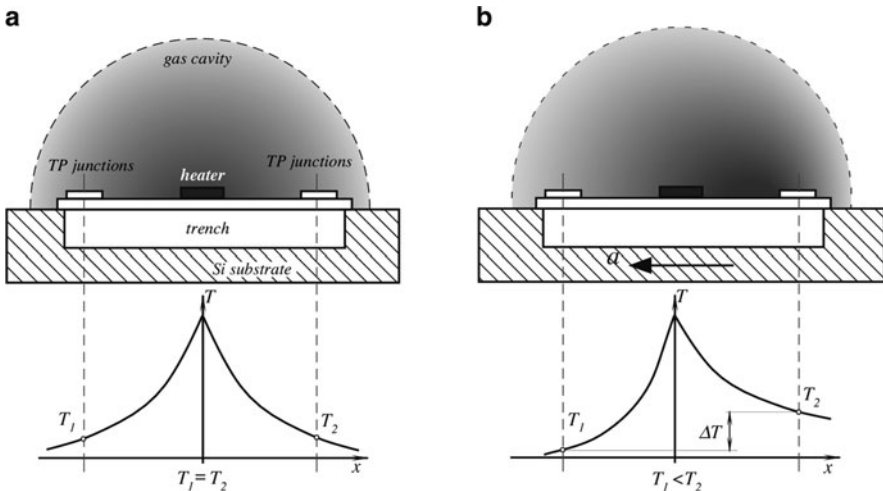 a
gas cavity
TP junctions
heater
TP junctions
trench
Si substrate
T
T₁
T₂
x
T₁ = T₂
b
a
T
T₁
T₂
ΔT
x
T₁ < T₂